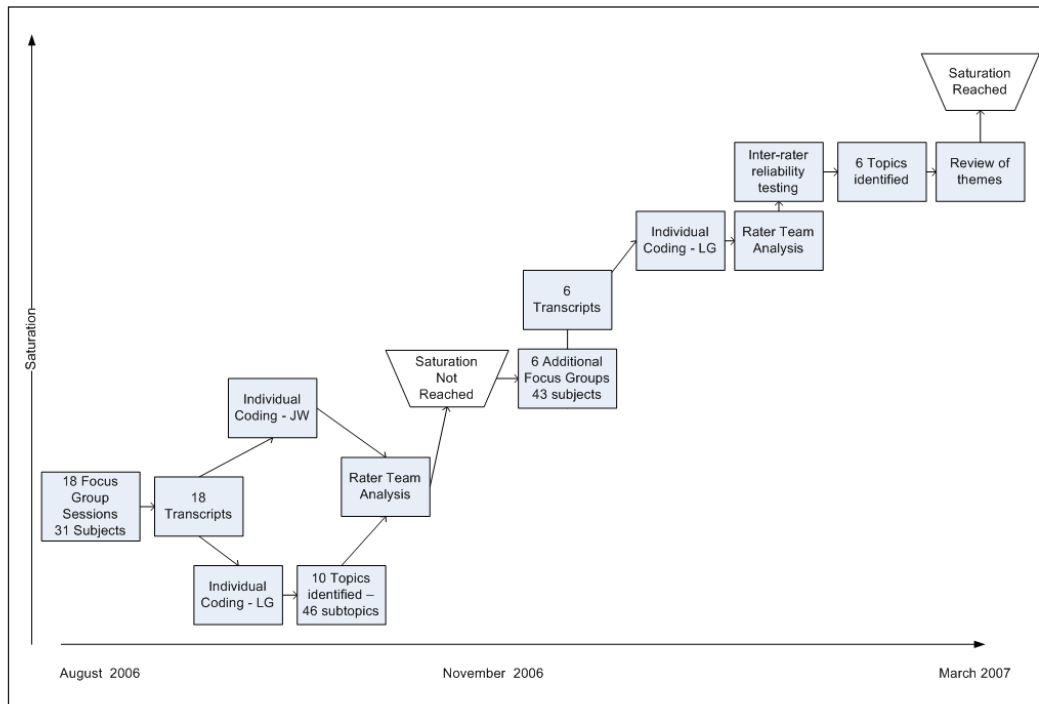 Saturation
Reached
Inter-rater
reliability
testing
6 Topics
identified
Review of
themes
Individual
Coding - LG
Rater Team
Analysis
6
Transcripts
Saturation
Saturation
Not
Reached
6 Additional
Focus Groups
43 subjects
Individual
Coding - JW
18 Focus
Group
Sessions
31 Subjects
18
Transcripts
Rater Team
Analysis
Individual
Coding - LG
10 Topics
identified –
46 subtopics
August 2006
November 2006
March 2007